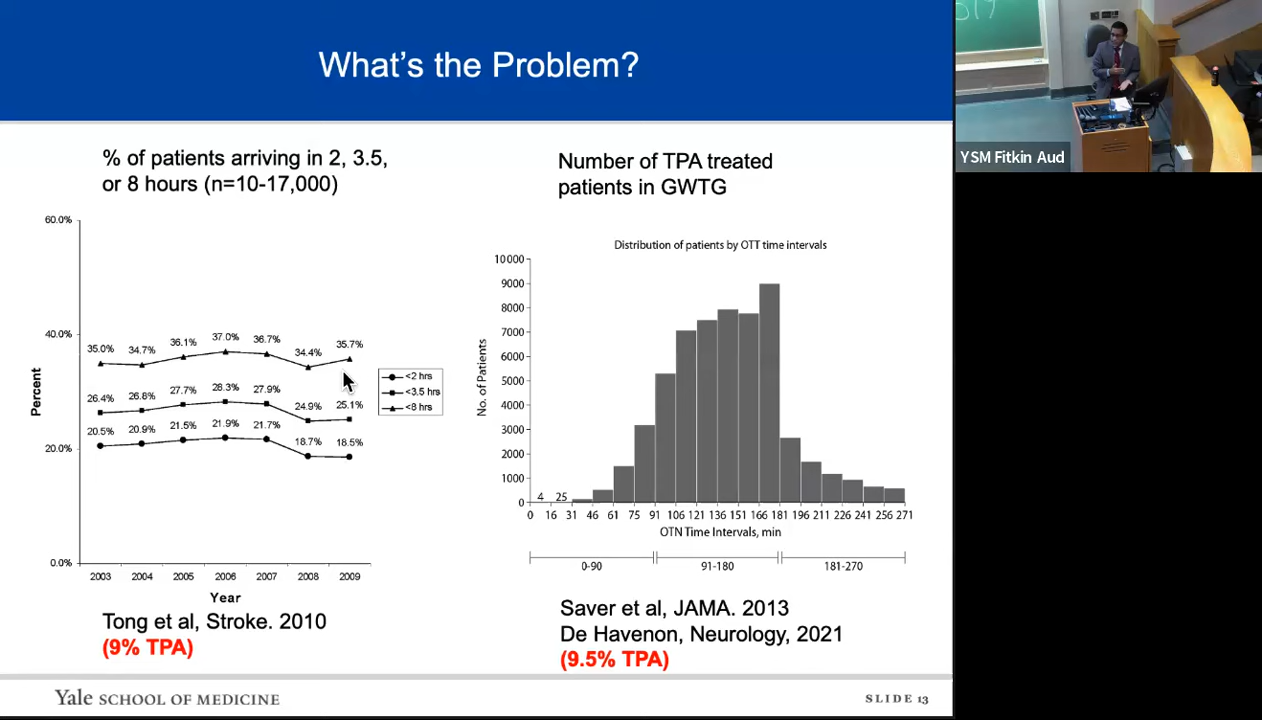 What's the Problem?
% of patients arriving in 2, 3.5,
or 8 hours (n=10-17,000)
60.0%
40.0%
20.0%
0.0%
Percent
35.0% 34.7% 36.1% 37.0% 36.7% 34.4% 35.7%
26.4% 26.8% 27.7% 28.3% 27.9% 24.9% 25.1%
20.5% 20.9% 21.5% 21.9% 21.7% 18.7% 18.5%
<2 hrs
<3.5 hrs
<8 hrs
2003 2004 2005 2006 2007 2008 2009
Year
Tong et al, Stroke. 2010
(9% TPA)
Number of TPA treated
patients in GWTG
Distribution of patients by OTT time intervals
10000
9000
8000
7000
6000
5000
4000
3000
2000
1000
0
No. of Patients
4 25
0 16 31 46 61 75 91 106 121 136 151 166 181 196 211 226 241 256 271
OTN Time Intervals, min
0-90 91-180 181-270
Saver et al, JAMA. 2013
De Havenon, Neurology, 2021
(9.5% TPA)
Yale SCHOOL OF MEDICINE
SLIDE 13
YSM Fitkin Aud